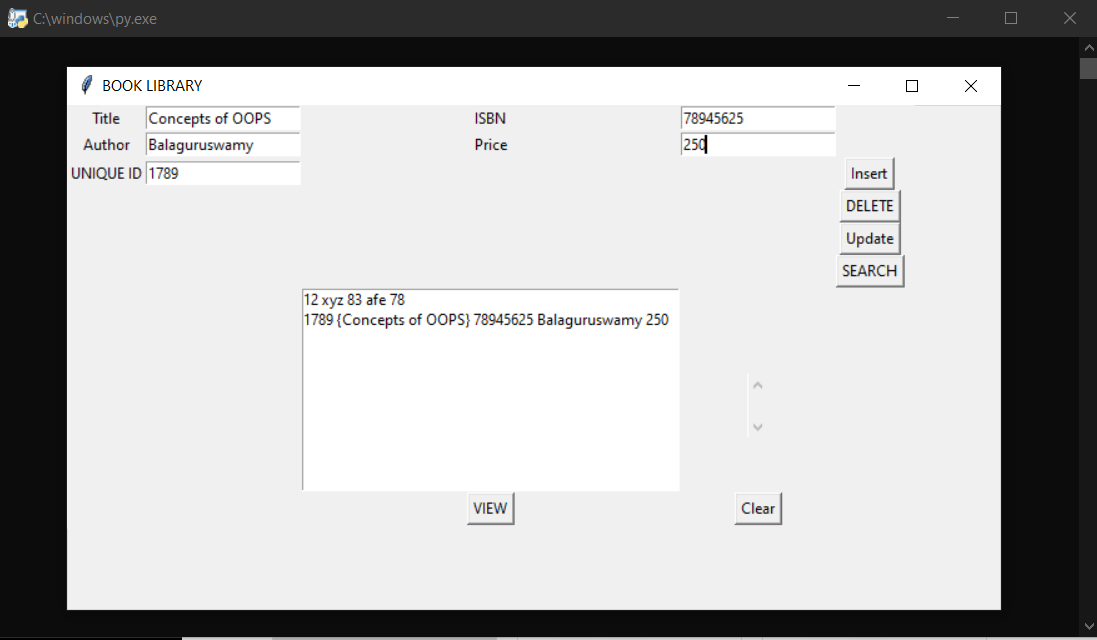 C:\windows\py.exe
BOOK LIBRARY
Title Concepts of OOPS ISBN 78945625
Author Balaguruswamy Price 250
UNIQUE ID 1789 Insert
DELETE
Update
SEARCH
12 xyz 83 afe 78
1789 {Concepts of OOPS} 78945625 Balaguruswamy 250
VIEW Clear